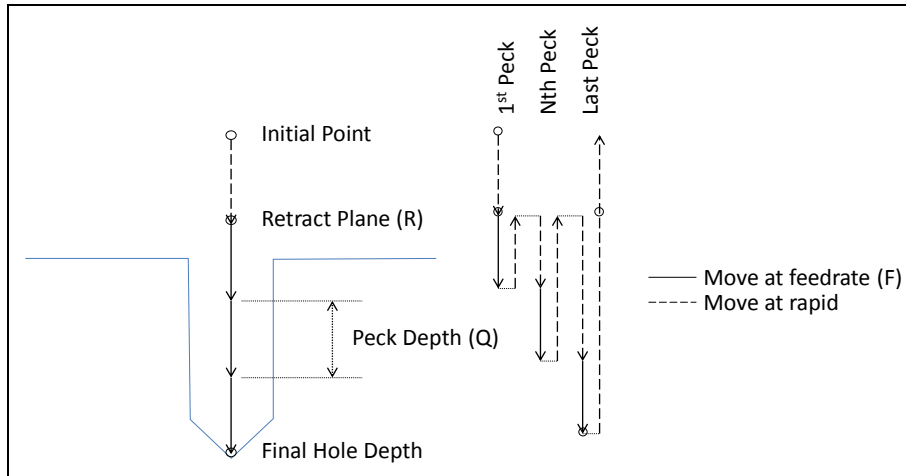 1st Peck
Nth Peck
Last Peck
Initial Point
Retract Plane (R)
Move at feedrate (F)
Move at rapid
Peck Depth (Q)
Final Hole Depth